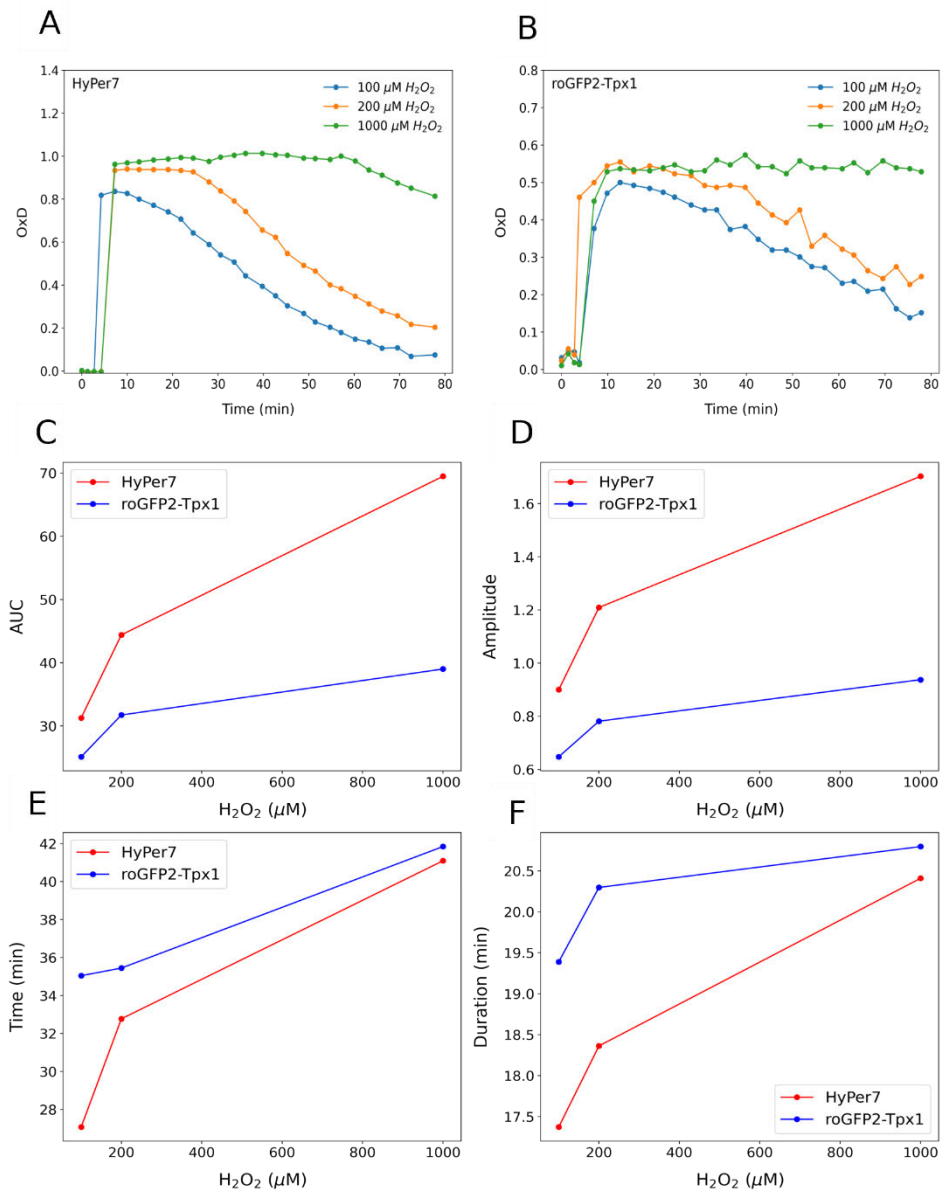 A
B
HyPer7
100 μM H₂O₂
200 μM H₂O₂
1000 μM H₂O₂
OxD
1.4
1.2
1.0
0.8
0.6
0.4
0.2
0.0
0 10 20 30 40 50 60 70 80
Time (min)
roGFP2-Tpx1
100 μM H₂O₂
200 μM H₂O₂
1000 μM H₂O₂
OxD
0.8
0.7
0.6
0.5
0.4
0.3
0.2
0.1
0.0
0 10 20 30 40 50 60 70 80
Time (min)
C
HyPer7
roGFP2-Tpx1
AUC
70
60
50
40
30
200 400 600 800 1000
H₂O₂ (μM)
D
HyPer7
roGFP2-Tpx1
Amplitude
1.6
1.4
1.2
1.0
0.8
0.6
200 400 600 800 1000
H₂O₂ (μM)
E
HyPer7
roGFP2-Tpx1
Time (min)
42
40
38
36
34
32
30
28
200 400 600 800 1000
H₂O₂ (μM)
F
Duration (min)
20.5
20.0
19.5
19.0
18.5
18.0
17.5
HyPer7
roGFP2-Tpx1
200 400 600 800 1000
H₂O₂ (μM)